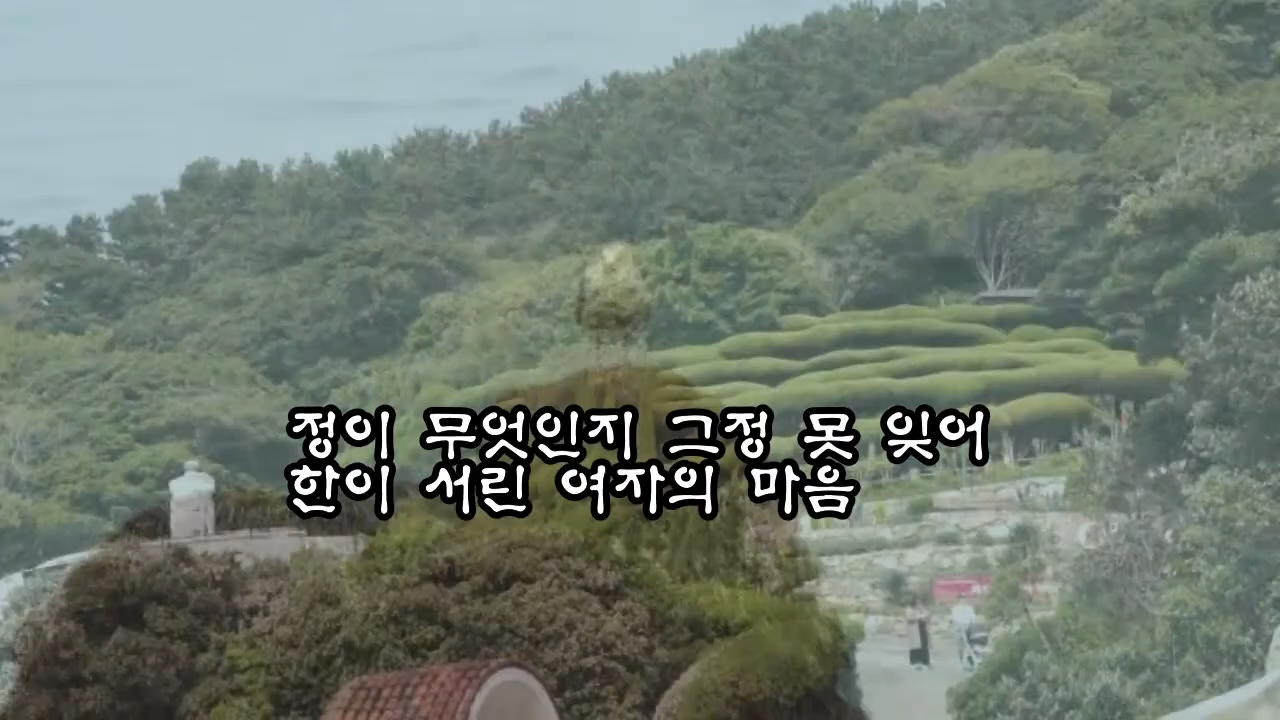 정이 무엇인지 그정 못 잊어
한이 서린 여자의 마음